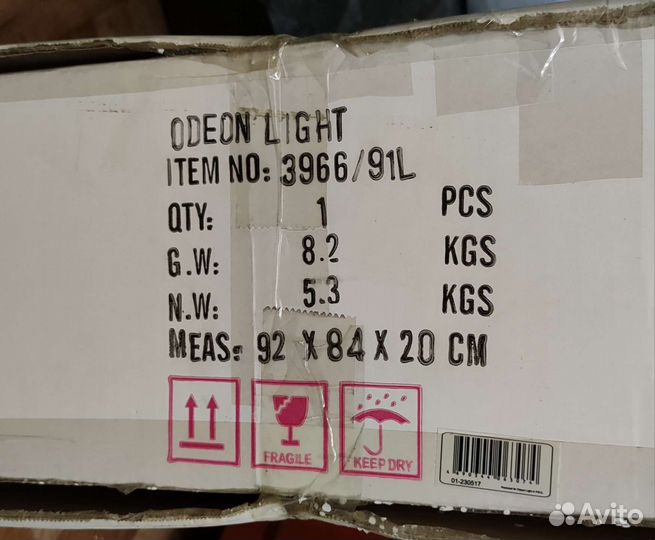 ODEON LIGHT
ITEM NO: 3966/91L
QTY: 1 PCS
G.W: 8.2 KGS
N.W: 5.3 KGS
MEAS: 92 X 84 X 20 CM
FRAGILE
KEEP DRY
01-230517
Avito